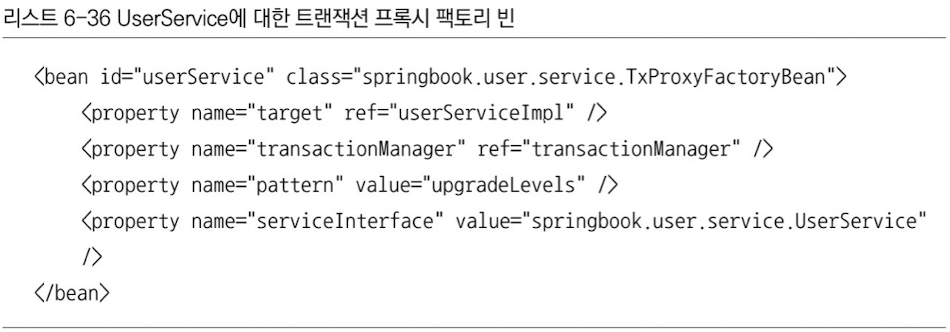 리스트 6-36 UserService에 대한 트랜잭션 프록시 팩토리 빈
<bean id="userService" class="springbook.user.service.TxProxyFactoryBean">
<property name="target" ref="userServiceImpl" />
<property name="transactionManager" ref="transactionManager" />
<property name="pattern" value="upgradeLevels" />
<property name="serviceInterface" value="springbook.user.service.UserService"
/>
</bean>